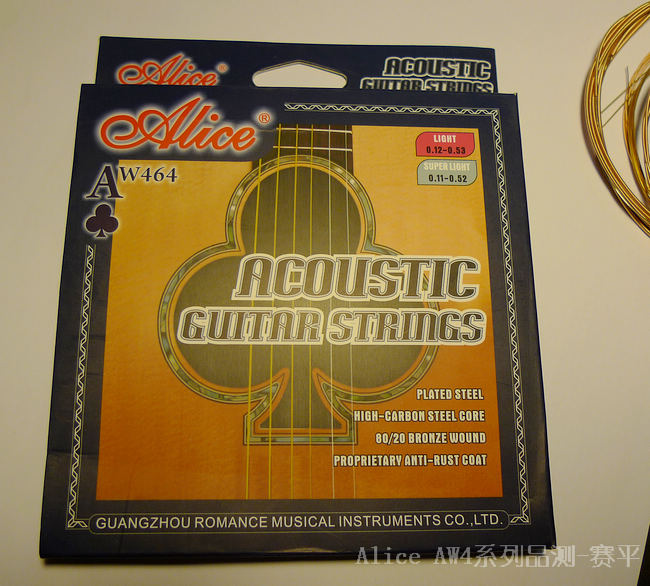 Alice
ACOUSTIC
GUITAR STRINGS
Alice®
AW464
LIGHT
0.12-0.53
SUPER LIGHT
0.11-0.52
ACOUSTIC
GUITAR STRINGS
PLATED STEEL
HIGH-CARBON STEEL CORE
80/20 BRONZE WOUND
PROPRIETARY ANTI-RUST COAT
GUANGZHOU ROMANCE MUSICAL INSTRUMENTS CO.,LTD.
Alice AW4系列品测-赛平